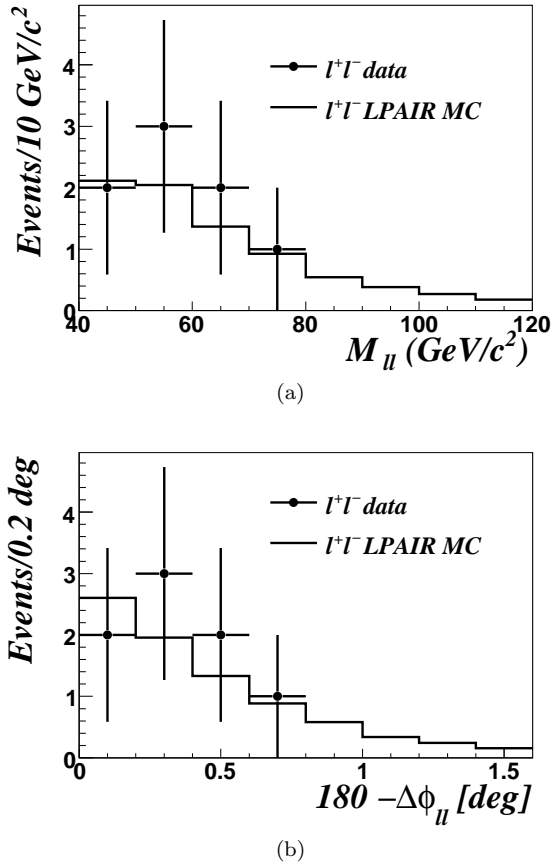 Events/10 GeV/c²
4
3
2
1
0
l⁺l⁻ data
l⁺l⁻ LPAIR MC
40 60 80 100 120
M_ll (GeV/c²)
(a)
Events/0.2 deg
4
3
2
1
0
l⁺l⁻ data
l⁺l⁻ LPAIR MC
0 0.5 1 1.5
180 -Δϕ_ll [deg]
(b)